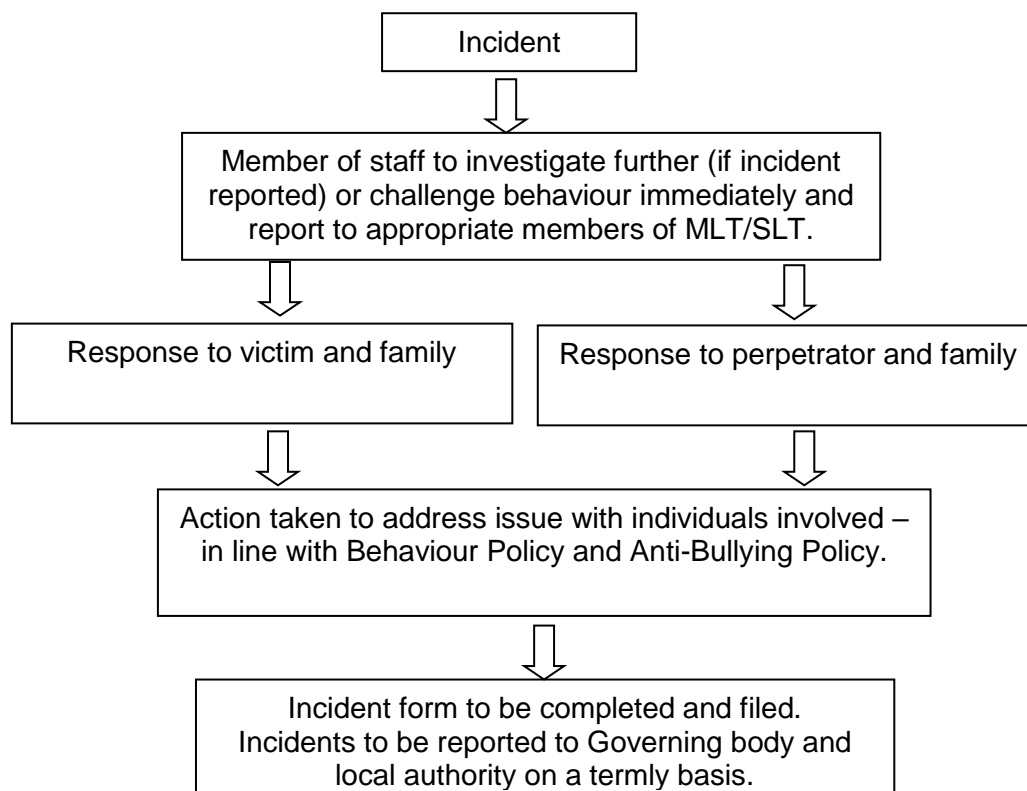 Incident
Member of staff to investigate further (if incident
reported) or challenge behaviour immediately and
report to appropriate members of MLT/SLT.
Response to victim and family
Response to perpetrator and family
Action taken to address issue with individuals involved –
in line with Behaviour Policy and Anti-Bullying Policy.
Incident form to be completed and filed.
Incidents to be reported to Governing body and
local authority on a termly basis.